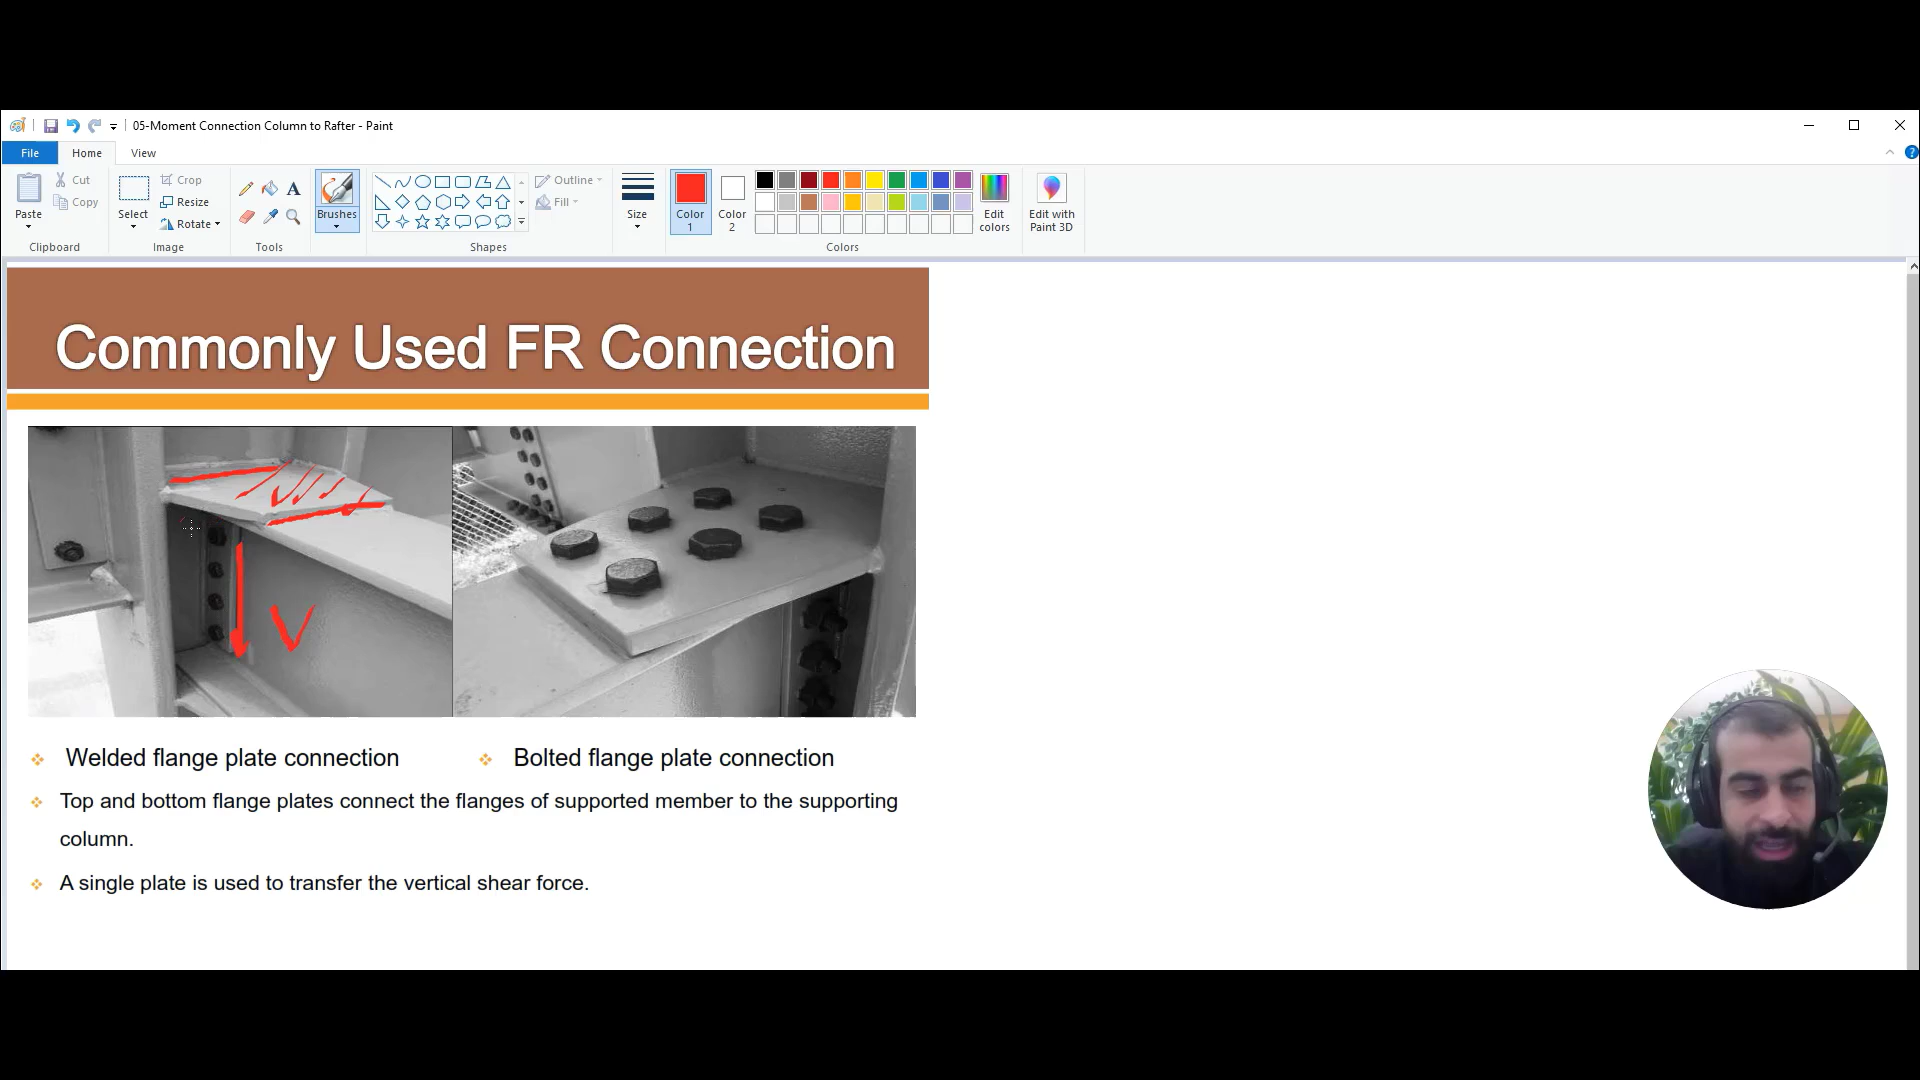 05-Moment Connection Column to Rafter - Paint
File Home View
Paste
Cut
Copy
Clipboard
Select
Crop
Resize
Rotate
Image
A
Tools
Brushes
Outline
Fill
Shapes
Size
Color 1
Color 2
Edit colors
Colors
Edit with Paint 3D
?
Commonly Used FR Connection
V
Welded flange plate connection
Bolted flange plate connection
Top and bottom flange plates connect the flanges of supported member to the supporting
column.
A single plate is used to transfer the vertical shear force.